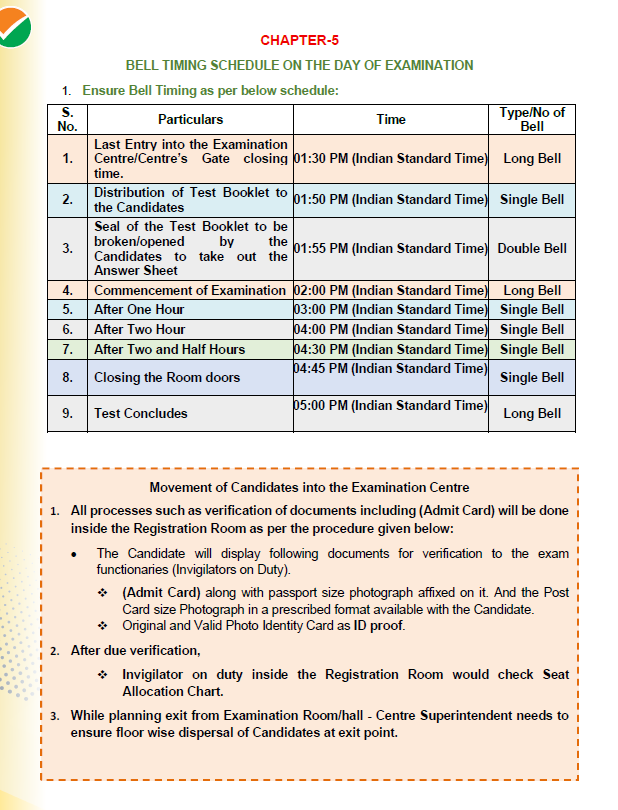 CHAPTER-5
BELL TIMING SCHEDULE ON THE DAY OF EXAMINATION
1. Ensure Bell Timing as per below schedule:
S. No. Particulars Time Type/No of Bell
1. Last Entry into the Examination Centre/Centre's Gate closing time. 01:30 PM (Indian Standard Time) Long Bell
2. Distribution of Test Booklet to the Candidates 01:50 PM (Indian Standard Time) Single Bell
3. Seal of the Test Booklet to be broken/opened by the Candidates to take out the Answer Sheet 01:55 PM (Indian Standard Time) Double Bell
4. Commencement of Examination 02:00 PM (Indian Standard Time) Long Bell
5. After One Hour 03:00 PM (Indian Standard Time) Single Bell
6. After Two Hour 04:00 PM (Indian Standard Time) Single Bell
7. After Two and Half Hours 04:30 PM (Indian Standard Time) Single Bell
8. Closing the Room doors 04:45 PM (Indian Standard Time) Single Bell
9. Test Concludes 05:00 PM (Indian Standard Time) Long Bell
Movement of Candidates into the Examination Centre
1. All processes such as verification of documents including (Admit Card) will be done
inside the Registration Room as per the procedure given below:
• The Candidate will display following documents for verification to the exam
functionaries (Invigilators on Duty).
❖ (Admit Card) along with passport size photograph affixed on it. And the Post
Card size Photograph in a prescribed format available with the Candidate.
❖ Original and Valid Photo Identity Card as ID proof.
2. After due verification,
❖ Invigilator on duty inside the Registration Room would check Seat
Allocation Chart.
3. While planning exit from Examination Room/hall - Centre Superintendent needs to
ensure floor wise dispersal of Candidates at exit point.